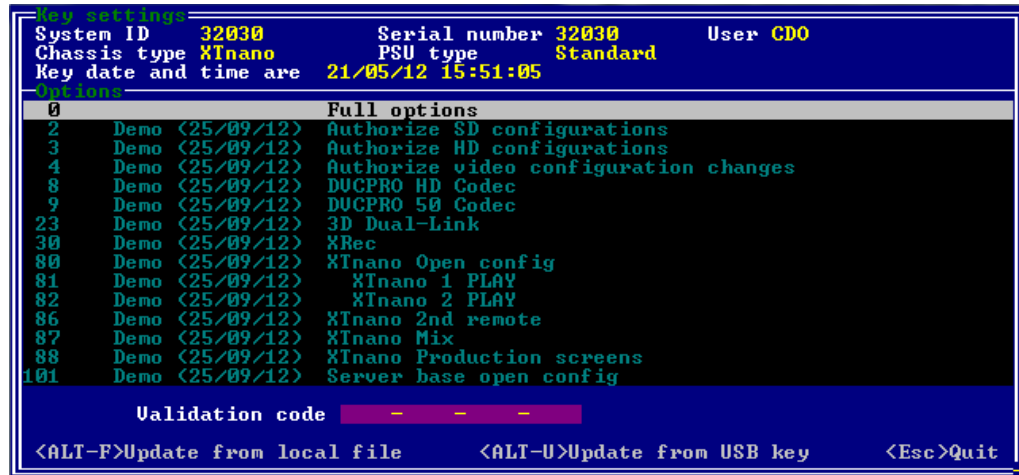 Key settings
System ID 32030 Serial number 32030 User CDO
Chassis type XTnano PSU type Standard
Key date and time are 21/05/12 15:51:05
Options
0 Full options
2 Demo (25/09/12) Authorize SD configurations
3 Demo (25/09/12) Authorize HD configurations
4 Demo (25/09/12) Authorize video configuration changes
8 Demo (25/09/12) DVCPRO HD Codec
9 Demo (25/09/12) DVCPRO 50 Codec
23 Demo (25/09/12) 3D Dual-Link
30 Demo (25/09/12) XRec
80 Demo (25/09/12) XTnano Open config
81 Demo (25/09/12) XTnano 1 PLAY
82 Demo (25/09/12) XTnano 2 PLAY
86 Demo (25/09/12) XTnano 2nd remote
87 Demo (25/09/12) XTnano Mix
88 Demo (25/09/12) XTnano Production screens
101 Demo (25/09/12) Server base open config
Validation code - - -
<ALT-F>Update from local file <ALT-U>Update from USB key <Esc>Quit